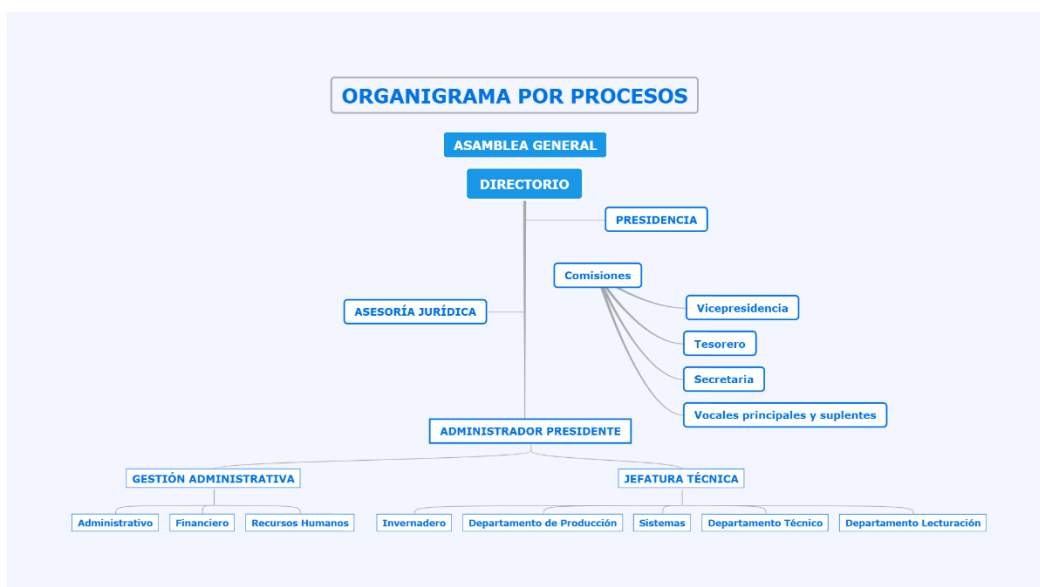 ORGANIGRAMA POR PROCESOS
ASAMBLEA GENERAL
DIRECTORIO
PRESIDENCIA
Comisiones
ASESORÍA JURÍDICA
Vicepresidencia
Tesorero
Secretaria
Vocales principales y suplentes
ADMINISTRADOR PRESIDENTE
GESTIÓN ADMINISTRATIVA
JEFATURA TÉCNICA
Administrativo
Financiero
Recursos Humanos
Invernadero
Departamento de Producción
Sistemas
Departamento Técnico
Departamento Lecturación